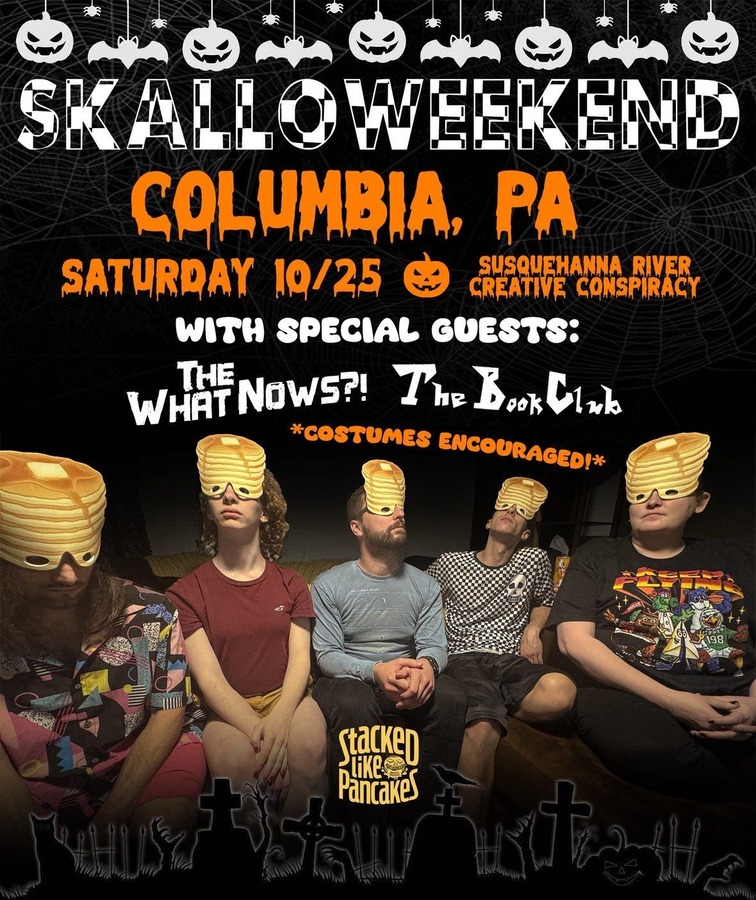 SKALLOWEEKEND
COLUMBIA, PA
SATURDAY 10/25
SUSQUEHANNA RIVER
CREATIVE CONSPIRACY
WITH SPECIAL GUESTS:
THE
WHAT NOWS?!
The Book Club
*COSTUMES ENCOURAGED!*
198
Stacked
like
Pancakes